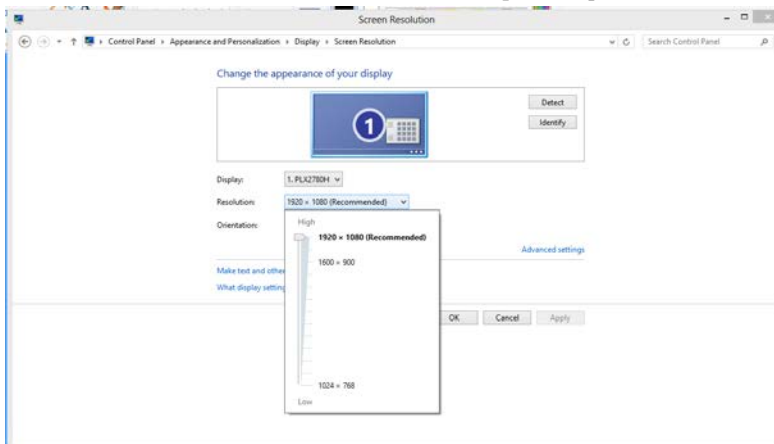 Screen Resolution
Control Panel › Appearance and Personalization › Display › Screen Resolution
Search Control Panel
Change the appearance of your display
1
Detect
Identify
Display: 1. PLX2780H
Resolution: 1920 × 1080 (Recommended)
Orientation:
High
1920 × 1080 (Recommended)
1600 × 900
1024 × 768
Low
Advanced settings
Make text and other
What display setting
OK Cancel Apply